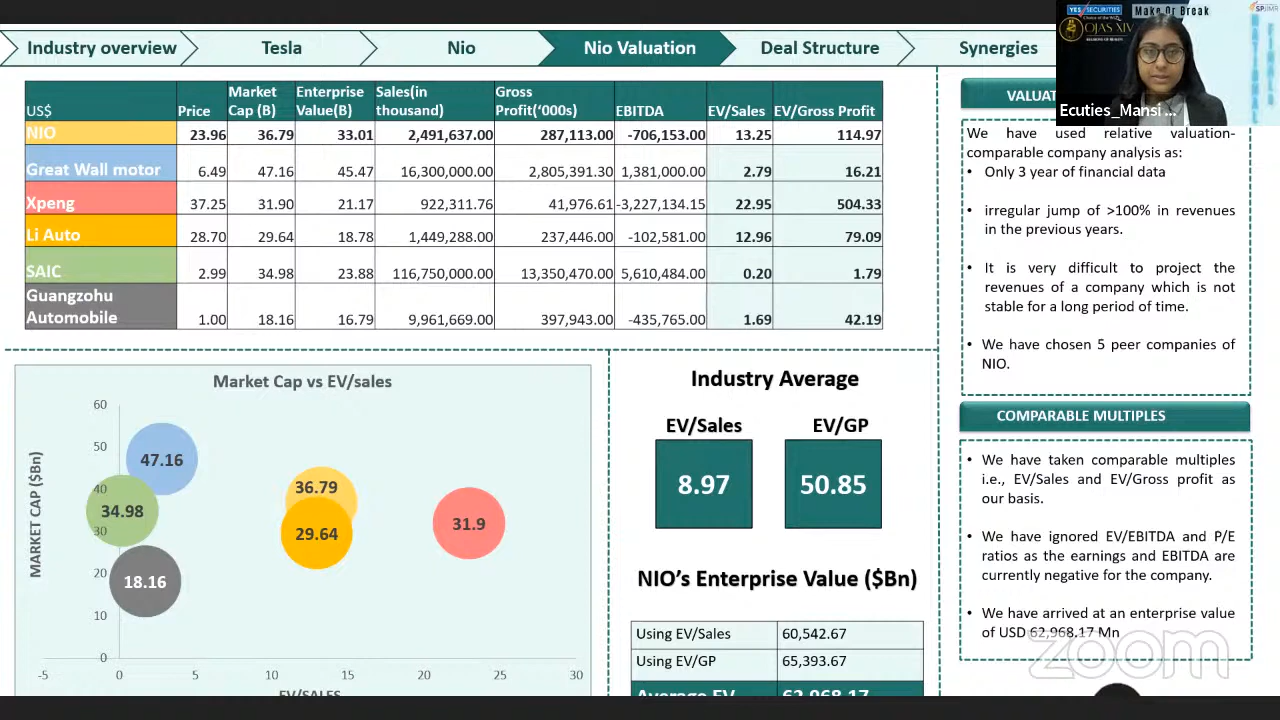 Industry overview
Tesla
Nio
Nio Valuation
Deal Structure
Synergies
YES SECURITIES
Make Or Break
SPJIMR
OJAS XIV
Ecuties_Mansi ...
US$ Price Market Cap (B) Enterprise Value(B) Sales(in thousand) Gross Profit('000s) EBITDA EV/Sales EV/Gross Profit
NIO 23.96 36.79 33.01 2,491,637.00 287,113.00 -706,153.00 13.25 114.97
Great Wall motor 6.49 47.16 45.47 16,300,000.00 2,805,391.30 1,381,000.00 2.79 16.21
Xpeng 37.25 31.90 21.17 922,311.76 41,976.61 -3,227,134.15 22.95 504.33
Li Auto 28.70 29.64 18.78 1,449,288.00 237,446.00 -102,581.00 12.96 79.09
SAIC 2.99 34.98 23.88 116,750,000.00 13,350,470.00 5,610,484.00 0.20 1.79
Guangzohu
Automobile 1.00 18.16 16.79 9,961,669.00 397,943.00 -435,765.00 1.69 42.19
Market Cap vs EV/sales
MARKET CAP ($Bn)
60
50
40
30
20
10
0
47.16
36.79
34.98
29.64
31.9
18.16
-5 0 5 10 15 20 25 30
EV/SALES
Industry Average
EV/Sales EV/GP
8.97 50.85
NIO's Enterprise Value ($Bn)
Using EV/Sales 60,542.67
Using EV/GP 65,393.67
Average EV 62,968.17
VALUAT
We have used relative valuation-
comparable company analysis as:
• Only 3 year of financial data
• irregular jump of >100% in revenues
in the previous years.
• It is very difficult to project the
revenues of a company which is not
stable for a long period of time.
• We have chosen 5 peer companies of
NIO.
COMPARABLE MULTIPLES
• We have taken comparable multiples
i.e., EV/Sales and EV/Gross profit as
our basis.
• We have ignored EV/EBITDA and P/E
ratios as the earnings and EBITDA are
currently negative for the company.
• We have arrived at an enterprise value
of USD 62,968.17 Mn
zoom